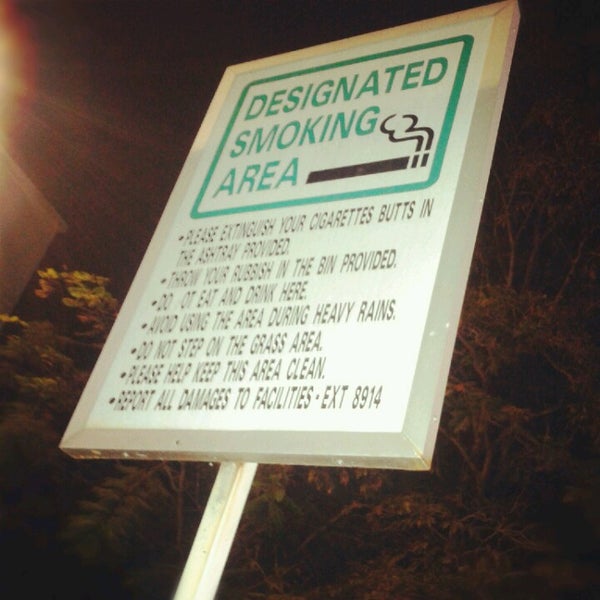 DESIGNATED
SMOKING
AREA
• PLEASE EXTINGUISH YOUR CIGARETTES BUTTS IN
THE ASHTRAY PROVIDED.
• THROW YOUR RUBBISH IN THE BIN PROVIDED.
• DO OT EAT AND DRINK HERE.
• AVOID USING THE AREA DURING HEAVY RAINS.
• DO NOT STEP ON THE GRASS AREA.
• PLEASE HELP KEEP THIS AREA CLEAN.
• REPORT ALL DAMAGES TO FACILITIES - EXT 8914